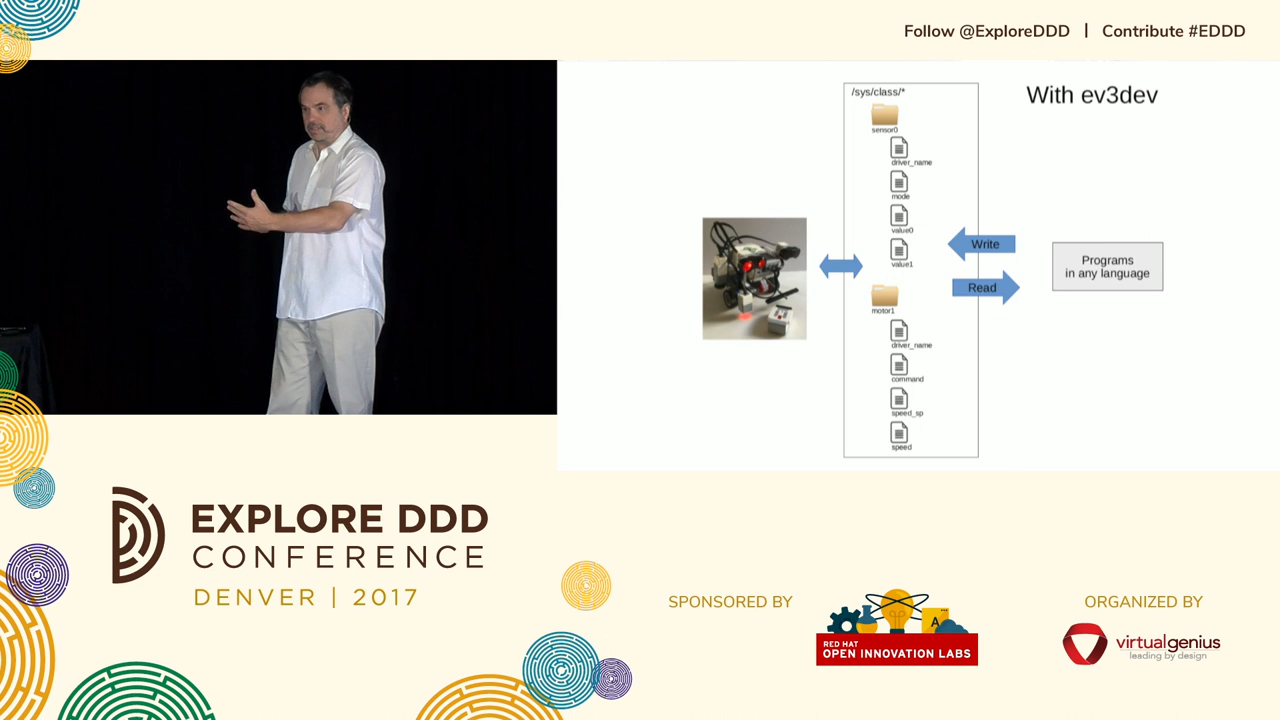 Follow @ExploreDDD | Contribute #EDDD
With ev3dev
/sys/class/*
sensor0
driver_name
mode
value0
value1
motor1
driver_name
command
speed_sp
speed
Write
Read
Programs
in any language
EXPLORE DDD
CONFERENCE
DENVER | 2017
SPONSORED BY
A
RED HAT
OPEN INNOVATION LABS
ORGANIZED BY
virtualgenius
leading by design